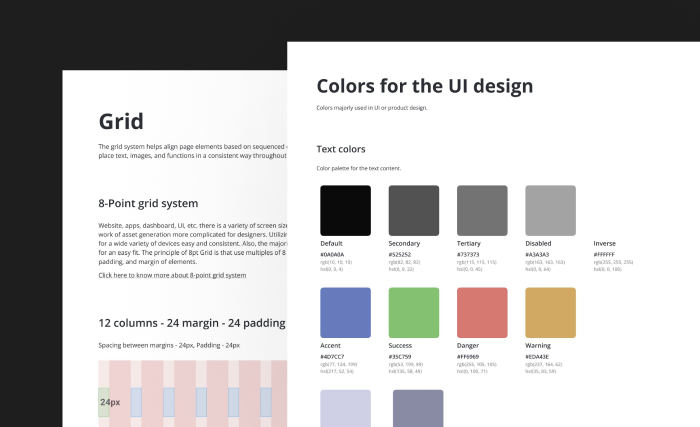 Grid
The grid system helps align page elements based on sequenced
place text, images, and functions in a consistent way throughout
8-Point grid system
Website, apps, dashboard, UI, etc. there is a variety of screen
work of asset generation more complicated for designers.
for a wide variety of devices easy and consistent. Also, the
for an easy fit. The principle of 8pt Grid is that use multiples of 8
padding, and margin of elements.
Click here to know more about 8-point grid system
12 columns - 24 margin - 24 padding
Spacing between margins - 24px, Padding - 24px
24px
Colors for the UI design
Colors majorly used in UI or product design.
Text colors
Color palette for the text content.
Default
#0A0A0A
rgb(10, 10, 10)
hsl(0, 0, 4)
Secondary
#525252
rgb(82, 82, 82)
hsl(0, 0, 32)
Tertiary
#737373
rgb(115, 115, 115)
hsl(0, 0, 45)
Disabled
#A3A3A3
rgb(163, 163, 163)
hsl(0, 0, 64)
Inverse
#FFFFFF
rgb(255, 255, 255)
hsl(0, 0, 100)
Accent
#4D7CC7
rgb(77, 124, 199)
hsl(217, 52, 54)
Success
#35C759
rgb(53, 199, 89)
hsl(135, 58, 49)
Danger
#FF6969
rgb(255, 105, 105)
hsl(0, 100, 71)
Warning
#EDA43E
rgb(237, 164, 62)
hsl(35, 83, 59)